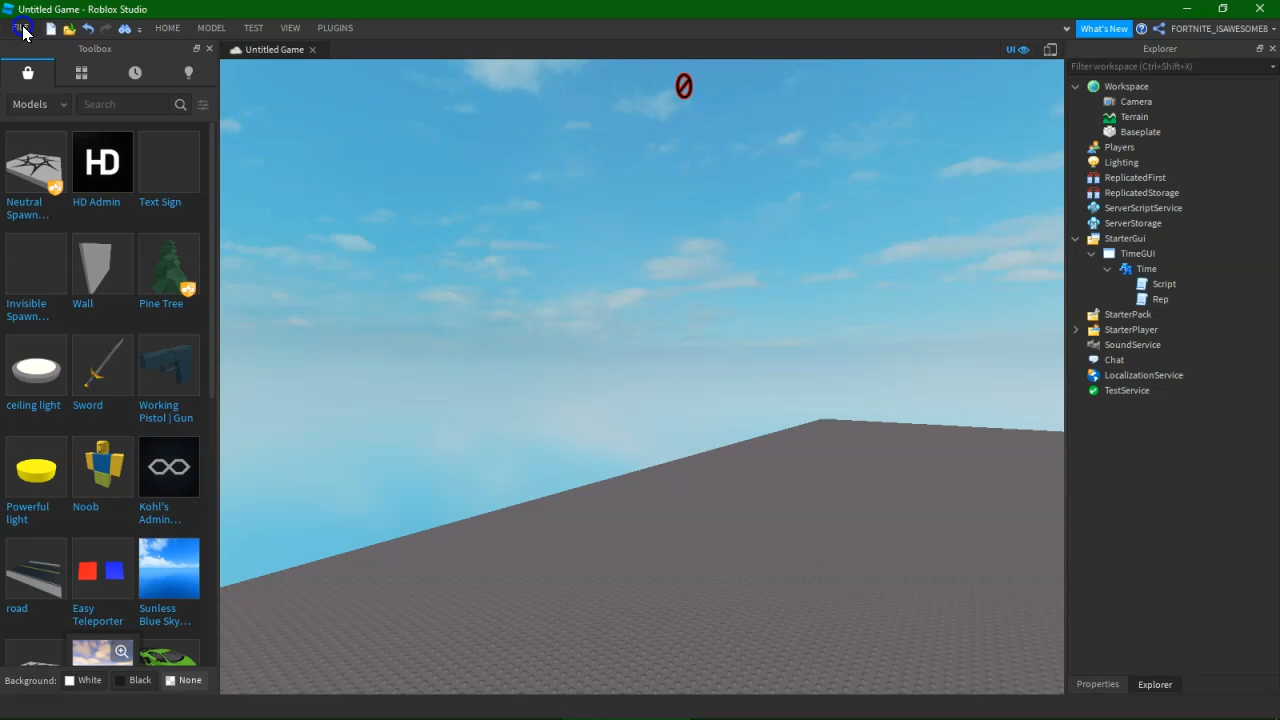 Untitled Game - Roblox Studio
FILE HOME MODEL TEST VIEW PLUGINS What's New FORTNITE_ISAWESOME8
Toolbox
Untitled Game
UI
Explorer
Models
Search
Filter workspace (Ctrl+Shift+X)
0
Neutral Spawn...
HD
HD Admin
Text Sign
Invisible Spawn...
Wall
Pine Tree
ceiling light
Sword
Working Pistol | Gun
Powerful light
Noob
Kohl's Admin...
road
Easy Teleporter
Sunless Blue Sky...
Background: White Black None
Workspace
Camera
Terrain
Baseplate
Players
Lighting
ReplicatedFirst
ReplicatedStorage
ServerScriptService
ServerStorage
StarterGui
TimeGUI
Time
Script
Rep
StarterPack
StarterPlayer
SoundService
Chat
LocalizationService
TestService
Properties Explorer